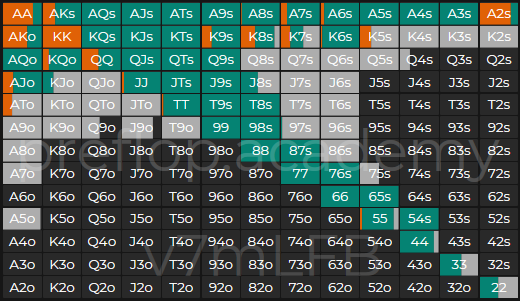 AA AKs AQs AJs ATs A9s A8s A7s A6s A5s A4s A3s A2s
AKo KK KQs KJs KTs K9s K8s K7s K6s K5s K4s K3s K2s
AQo KQo QQ QJs QTs Q9s Q8s Q7s Q6s Q5s Q4s Q3s Q2s
AJo KJo QJo JJ JTs J9s J8s J7s J6s J5s J4s J3s J2s
ATo KTo QTo JTo TT T9s T8s T7s T6s T5s T4s T3s T2s
A9o K9o Q9o J9o T9o 99 98s 97s 96s 95s 94s 93s 92s
A8o K8o Q8o J8o T8o 98o 88 87s 86s 85s 84s 83s 82s
preflop.academy
A7o K7o Q7o J7o T7o 97o 87o 77 76s 75s 74s 73s 72s
A6o K6o Q6o J6o T6o 96o 86o 76o 66 65s 64s 63s 62s
A5o K5o Q5o J5o T5o 95o 85o 75o 65o 55 54s 53s 52s
A4o K4o Q4o J4o T4o 94o 84o 74o 64o 54o 44 43s 42s
v7mLFB
A3o K3o Q3o J3o T3o 93o 83o 73o 63o 53o 43o 33 32s
A2o K2o Q2o J2o T2o 92o 82o 72o 62o 52o 42o 32o 22